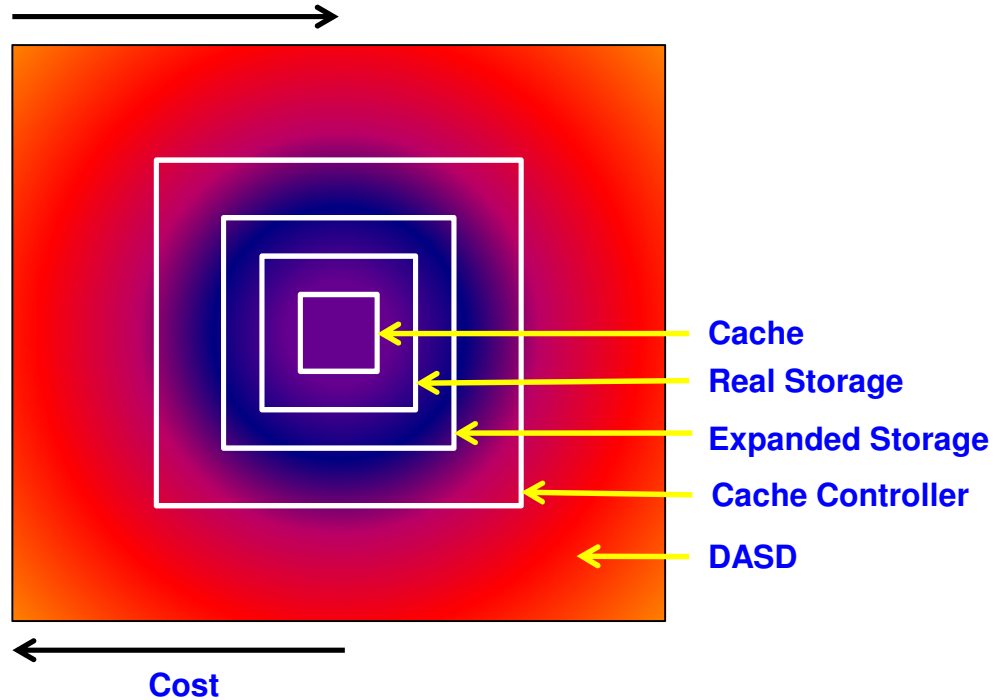 Cache
Real Storage
Expanded Storage
Cache Controller
DASD
Cost